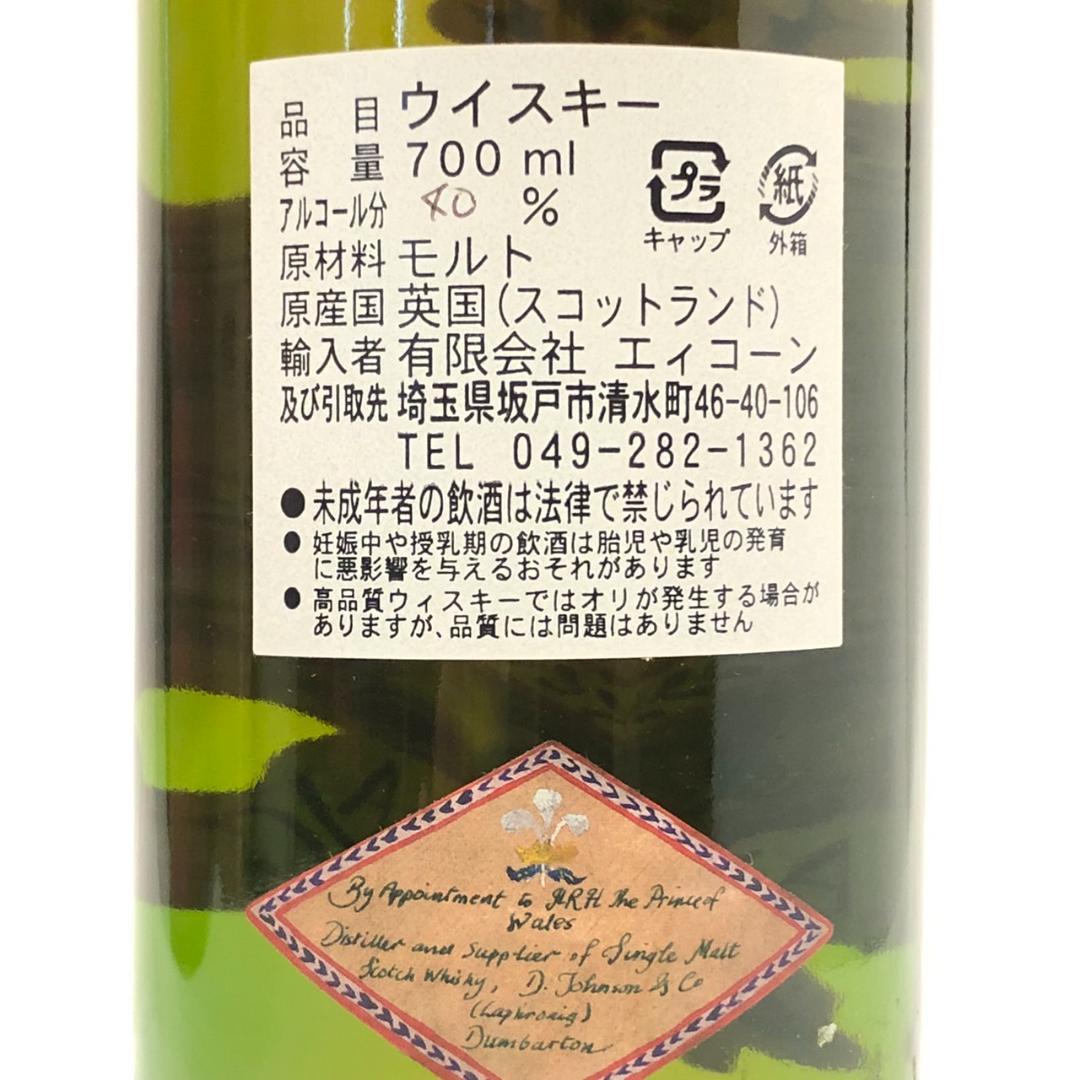 品 目 ウイスキー
容 量 700 ml
アルコール分 40 %
原材料 モルト
原産国 英国(スコットランド)
輸入者 有限会社 エィコーン
及び引取先 埼玉県坂戸市清水町46-40-106
TEL 049-282-1362
プラ
キャップ
紙
外箱
●未成年者の飲酒は法律で禁じられています
●妊娠中や授乳期の飲酒は胎児や乳児の発育
に悪影響を与えるおそれがあります
●高品質ウィスキーではオリが発生する場合が
ありますが、品質には問題はありません
By Appointment to HRH The Prince of
Wales
Distiller and Supplier of Single Malt
Scotch Whisky, D. Johnson & Co
(Laphroaig)
Dumbarton